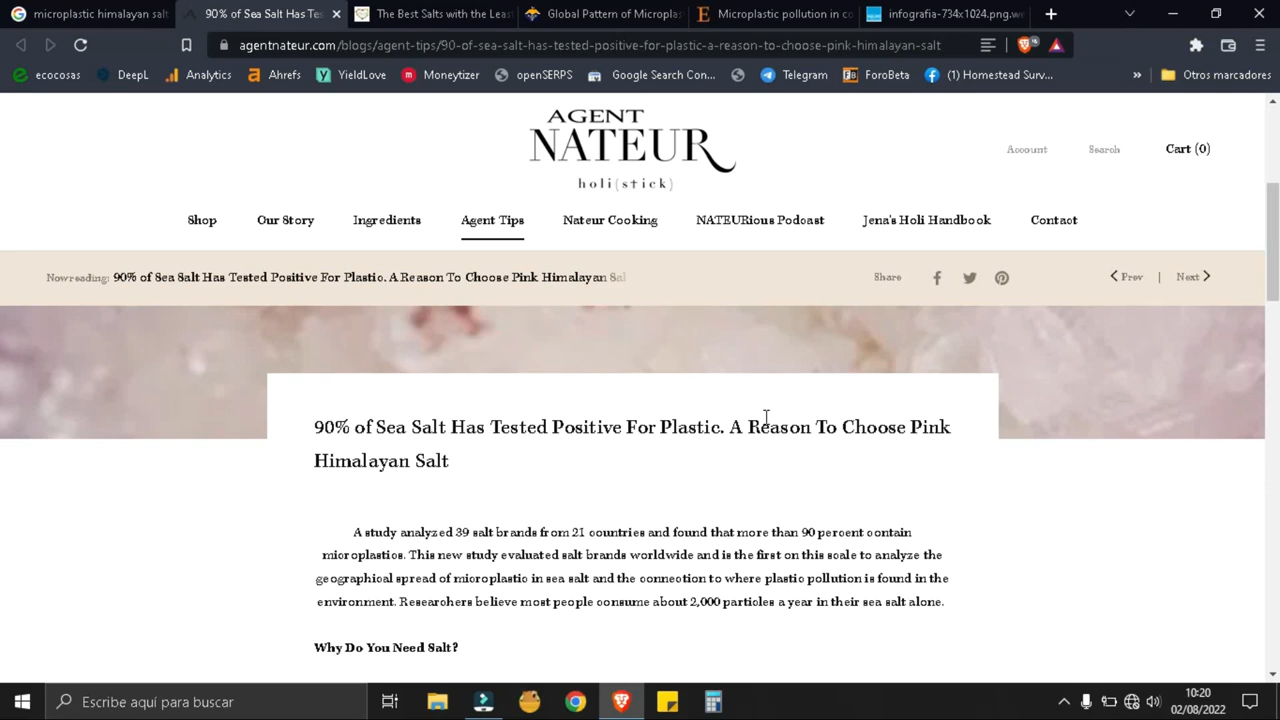 microplastic himalayan salt
90% of Sea Salt Has Tes
The Best Salts with the Leas
Global Pattern of Microplas
Microplastic pollution in co
infografia-734x1024.png.we
agentnateur.com/blogs/agent-tips/90-of-sea-salt-has-tested-positive-for-plastic-a-reason-to-choose-pink-himalayan-salt
ecocosas
DeepL
Analytics
Ahrefs
YieldLove
Moneytizer
openSERPS
Google Search Con...
Telegram
ForoBeta
(1) Homestead Surv...
Otros marcadores
AGENT
NATEUR
holi(stick)
Account
Search
Cart (0)
Shop
Our Story
Ingredients
Agent Tips
Nateur Cooking
NATEURious Podcast
Jena's Holi Handbook
Contact
Now reading: 90% of Sea Salt Has Tested Positive For Plastic. A Reason To Choose Pink Himalayan Sal
Share
Prev | Next
90% of Sea Salt Has Tested Positive For Plastic. A Reason To Choose Pink
Himalayan Salt
A study analyzed 39 salt brands from 21 countries and found that more than 90 percent contain
microplastics. This new study evaluated salt brands worldwide and is the first on this scale to analyze the
geographical spread of microplastic in sea salt and the connection to where plastic pollution is found in the
environment. Researchers believe most people consume about 2,000 particles a year in their sea salt alone.
Why Do You Need Salt?
Escribe aquí para buscar
10:20
02/08/2022